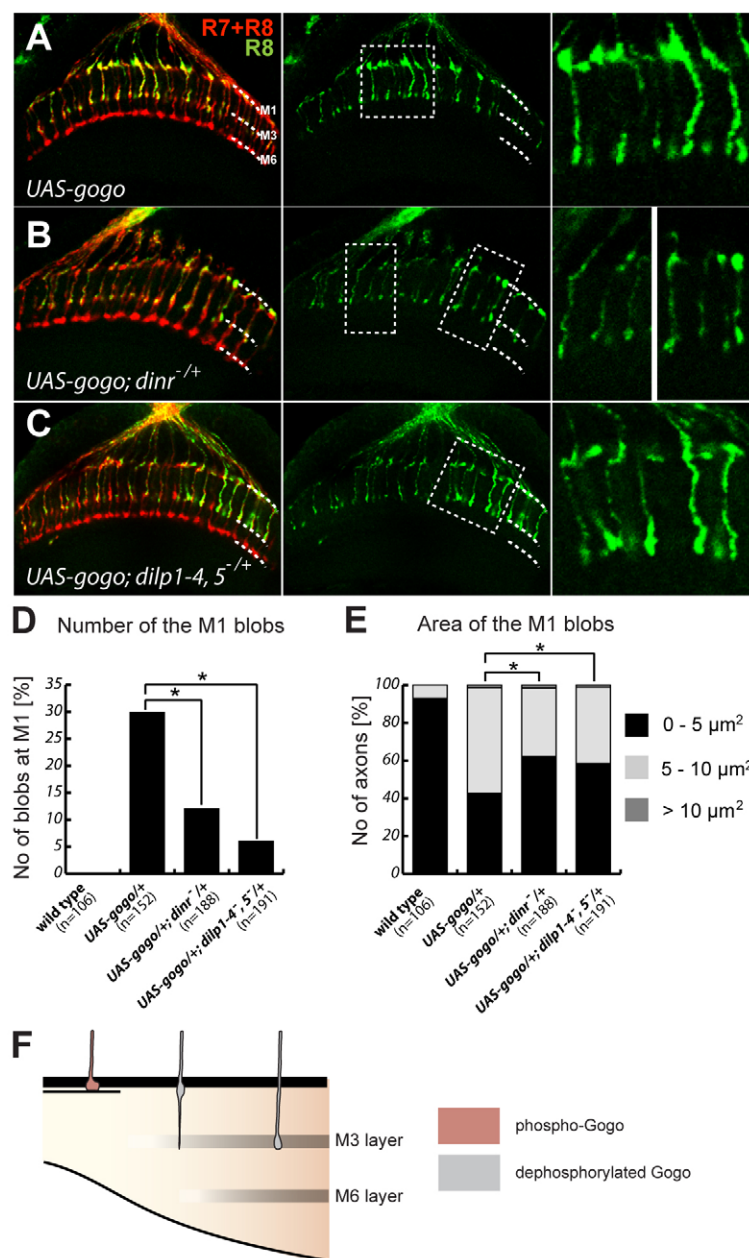 A
R7+R8
R8
M1
M3
M6
UAS-gogo
B
UAS-gogo; dinr-/+
C
UAS-gogo; dilp1-4, 5-/+
D Number of the M1 blobs
No of blobs at M1 [%]
35
30
25
20
15
10
5
0
*
*
wild type
(n=106)
UAS-gogo/+
(n=152)
UAS-gogo/+; dinr-/+
(n=188)
UAS-gogo/+; dilp1-4-, 5-/+
(n=191)
E Area of the M1 blobs
No of axons [%]
100
80
60
40
20
0
*
*
wild type
(n=106)
UAS-gogo/+
(n=152)
UAS-gogo/+; dinr-/+
(n=188)
UAS-gogo/+; dilp1-4-, 5-/+
(n=191)
0 - 5 µm²
5 - 10 µm²
> 10 µm²
F
M3 layer
M6 layer
phospho-Gogo
dephosphorylated Gogo